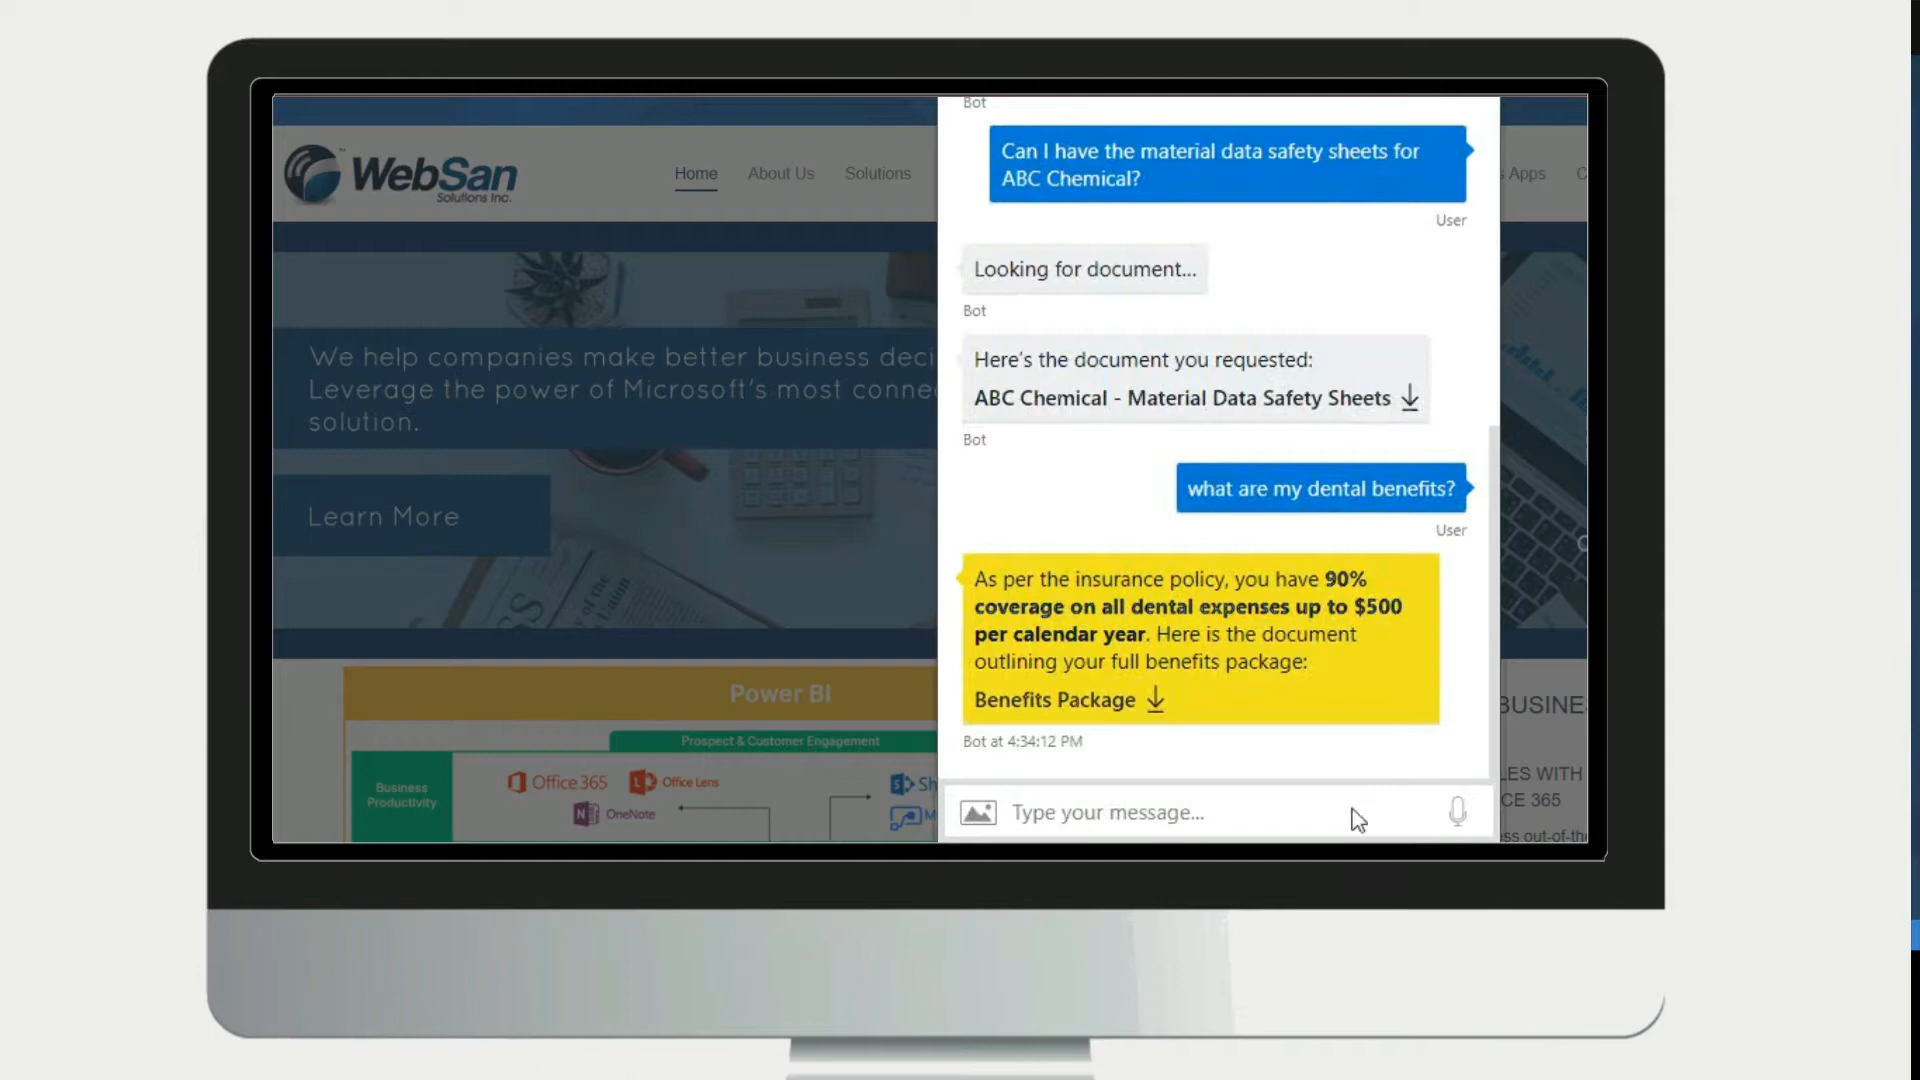 Bot
Can I have the material data safety sheets for
ABC Chemical?
User
Looking for document...
Bot
Here's the document you requested:
ABC Chemical - Material Data Safety Sheets
Bot
what are my dental benefits?
User
As per the insurance policy, you have 90%
coverage on all dental expenses up to $500
per calendar year. Here is the document
outlining your full benefits package:
Benefits Package
Bot at 4:34:12 PM
Type your message...
WebSan
Solutions Inc.
Home About Us Solutions
Apps
We help companies make better business
Leverage the power of Microsoft's most
solution.
Learn More
Power BI
Prospect & Customer Engagement
Business
Productivity
Office 365
Office Lens
OneNote
WITH
365
out-of-the